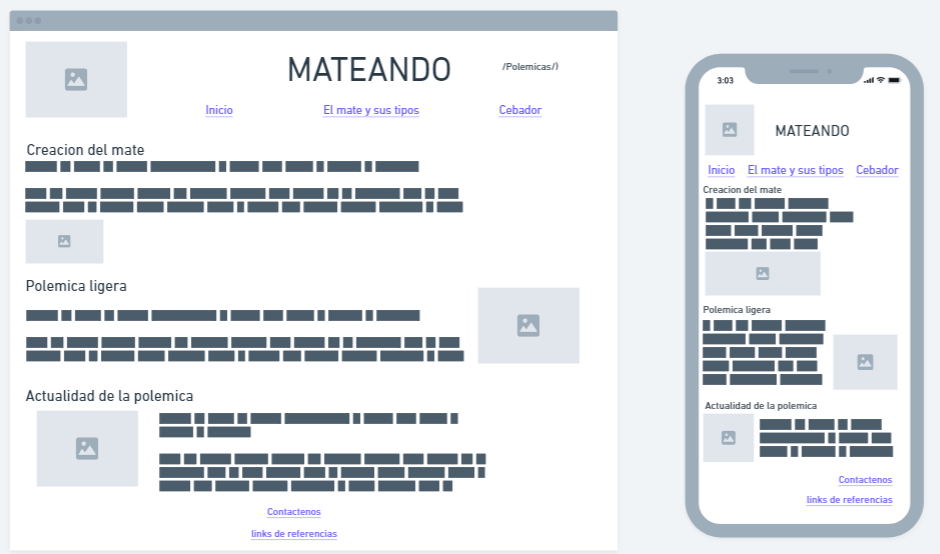 MATEANDO
/Polemicas/)
Inicio El mate y sus tipos Cebador
Creacion del mate
Polemica ligera
Actualidad de la polemica
Contactenos
links de referencias
3:03
MATEANDO
Inicio El mate y sus tipos Cebador
Creacion del mate
Polemica ligera
Actualidad de la polemica
Contactenos
links de referencias